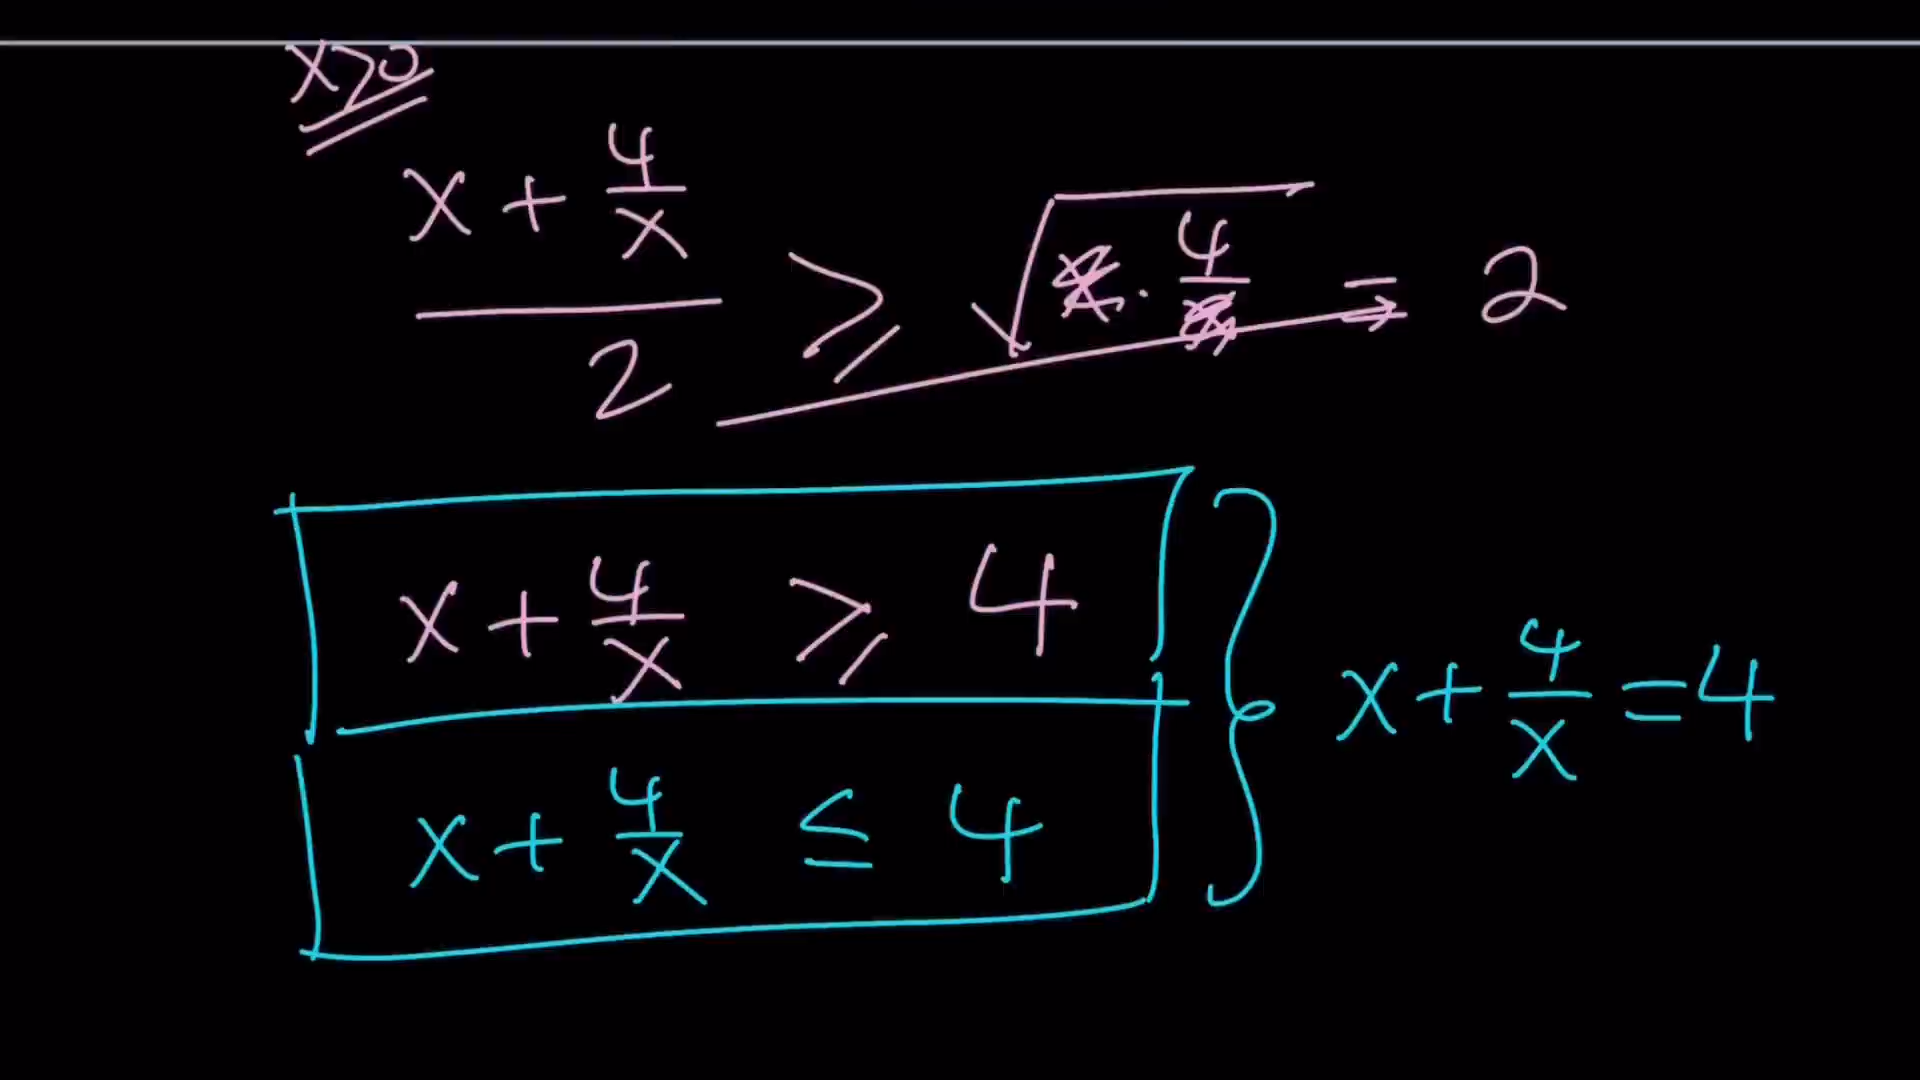 x>0
(x + 4/x)/2 ≥ √(x · 4/x) = 2
x + 4/x ≥ 4
x + 4/x ≤ 4
x + 4/x = 4